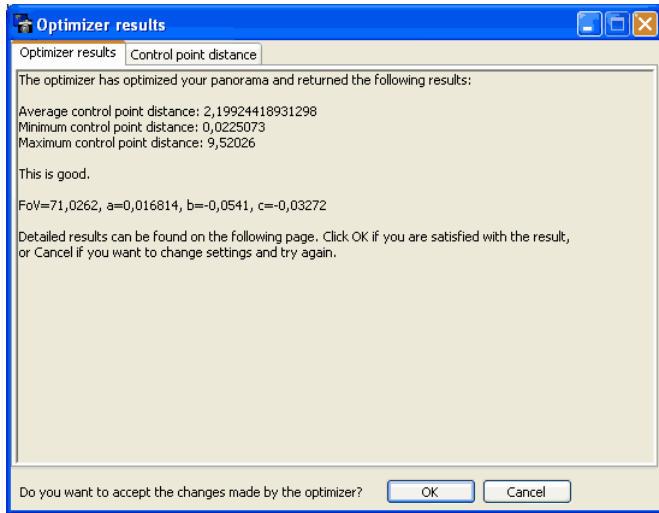 Optimizer results
Optimizer results
Control point distance
The optimizer has optimized your panorama and returned the following results:
Average control point distance: 2,19924418931298
Minimum control point distance: 0,0225073
Maximum control point distance: 9,52026
This is good.
FoV=71,0262, a=0,016814, b=-0,0541, c=-0,03272
Detailed results can be found on the following page. Click OK if you are satisfied with the result,
or Cancel if you want to change settings and try again.
Do you want to accept the changes made by the optimizer?
OK
Cancel